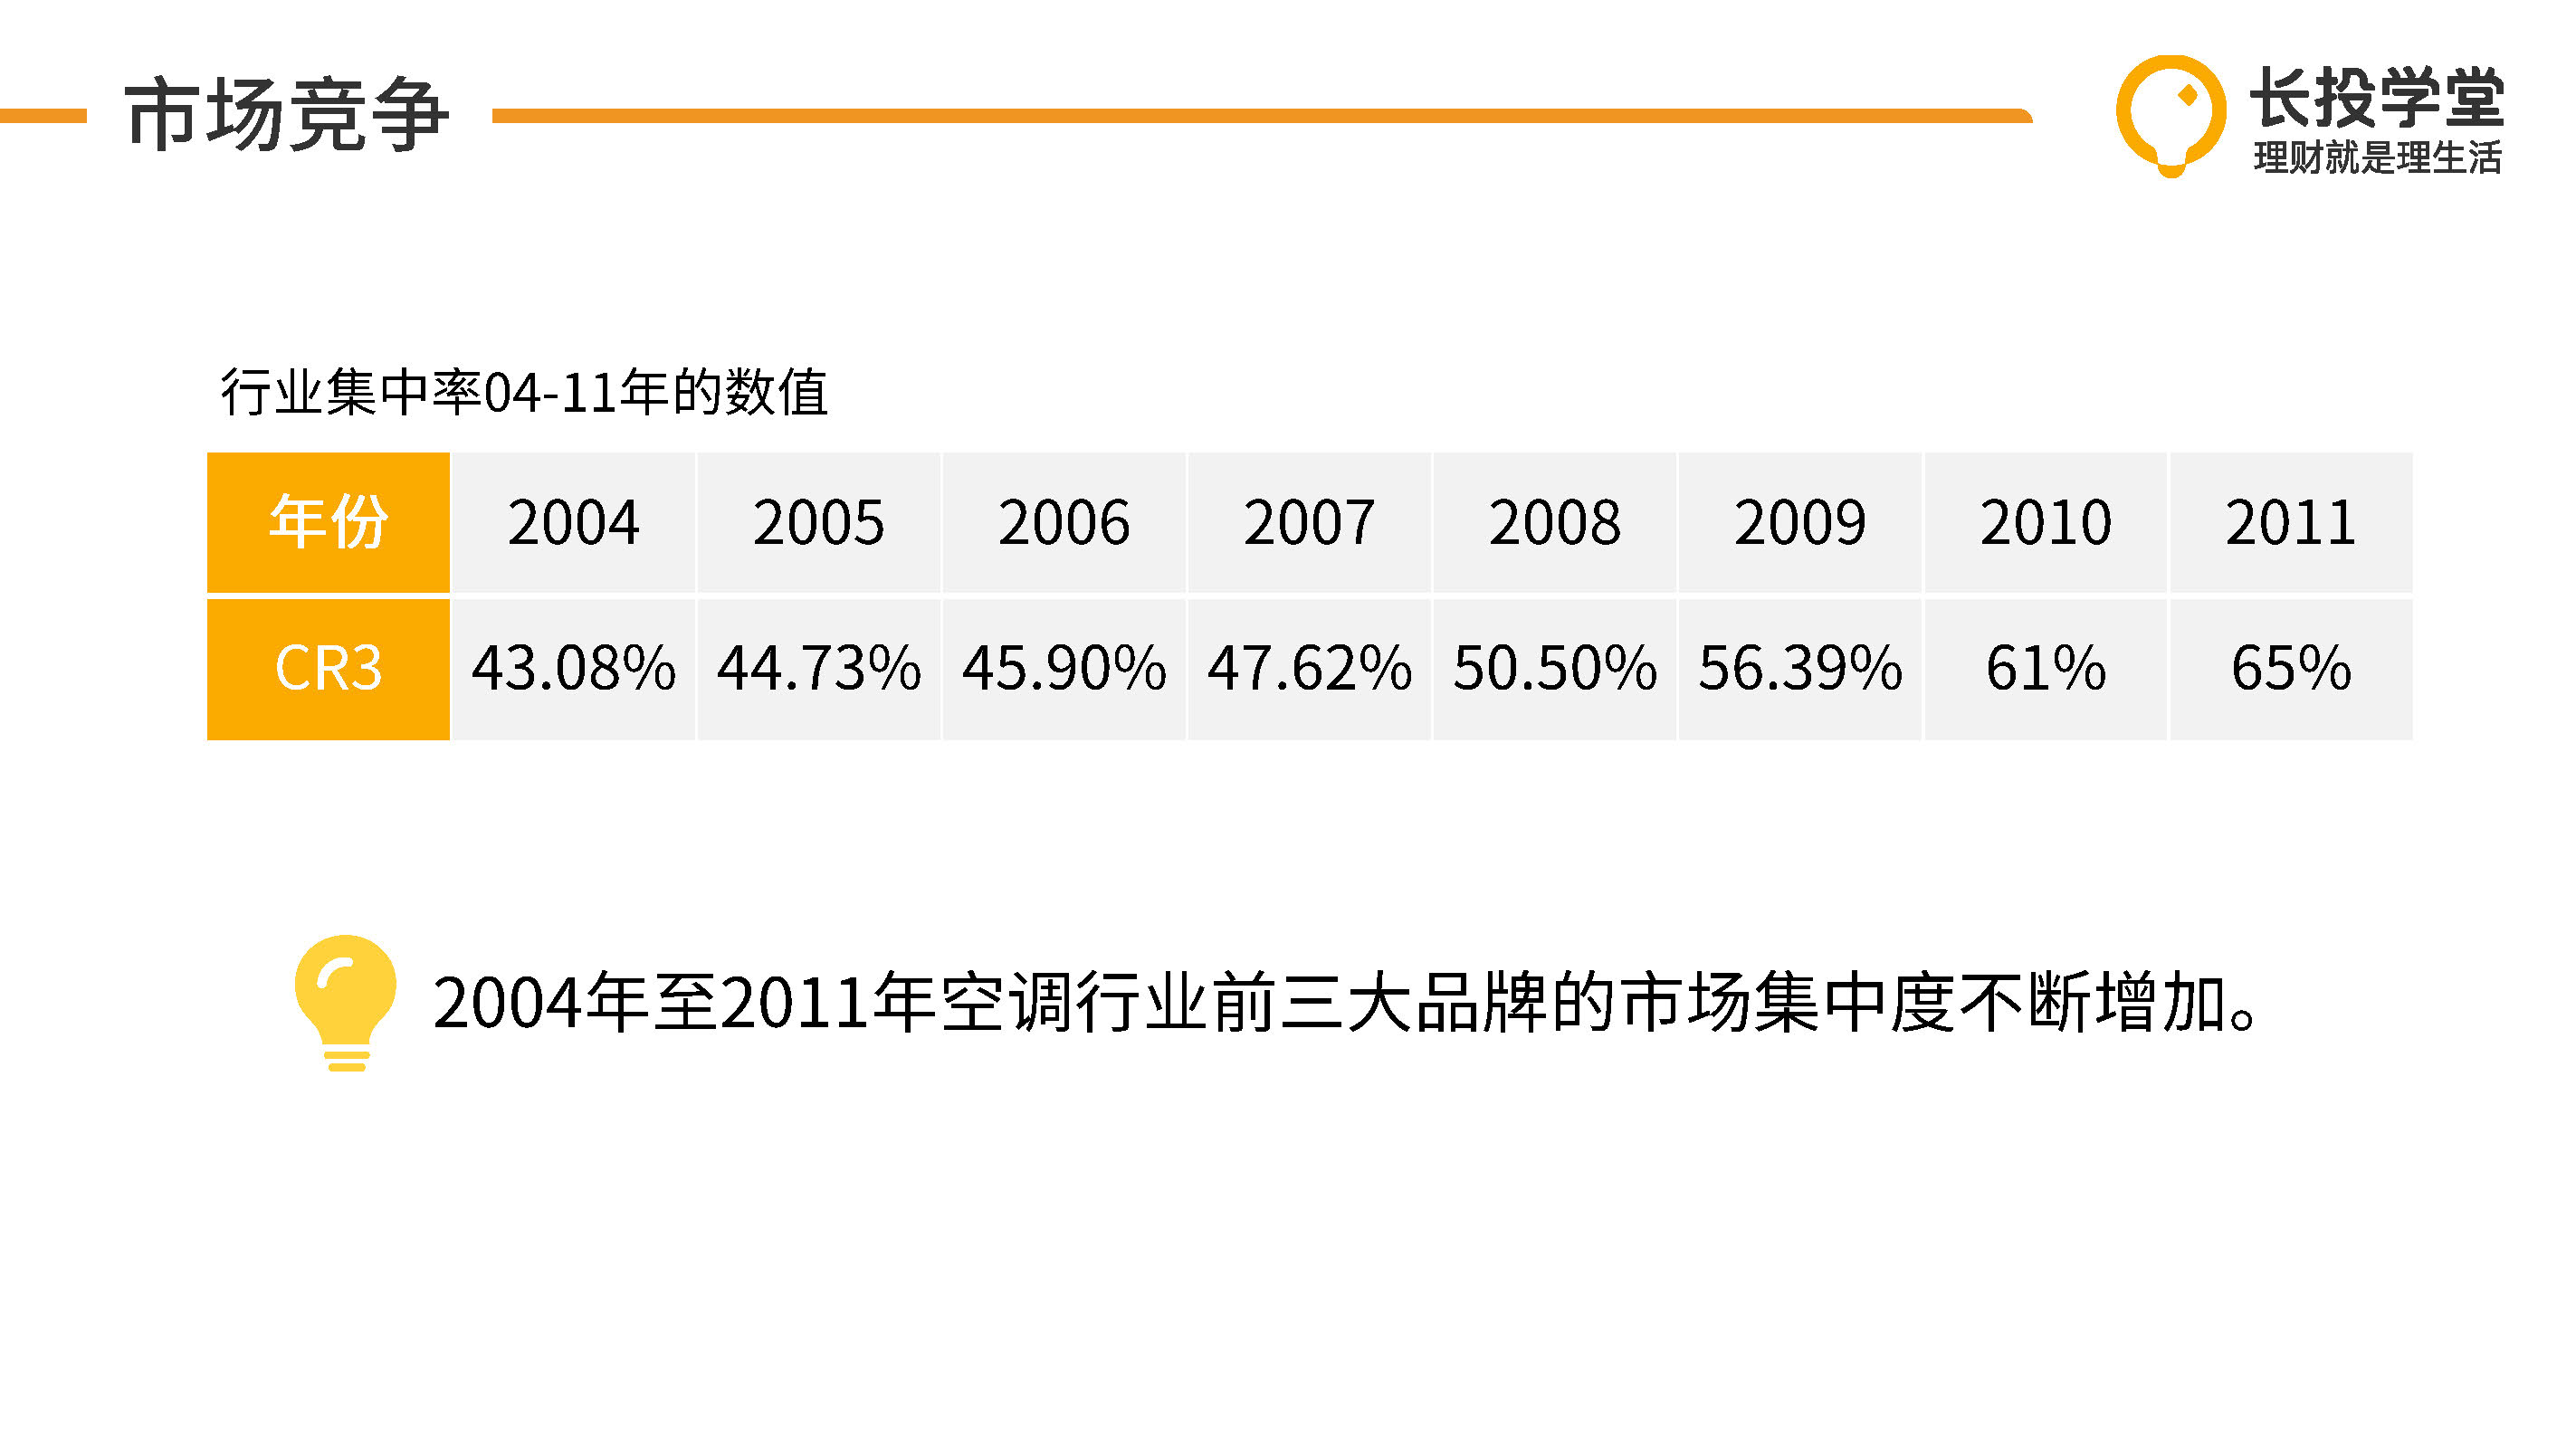 市场竞争
长投学堂
理财就是理生活
行业集中率04-11年的数值
年份 2004 2005 2006 2007 2008 2009 2010 2011
CR3 43.08% 44.73% 45.90% 47.62% 50.50% 56.39% 61% 65%
2004年至2011年空调行业前三大品牌的市场集中度不断增加。